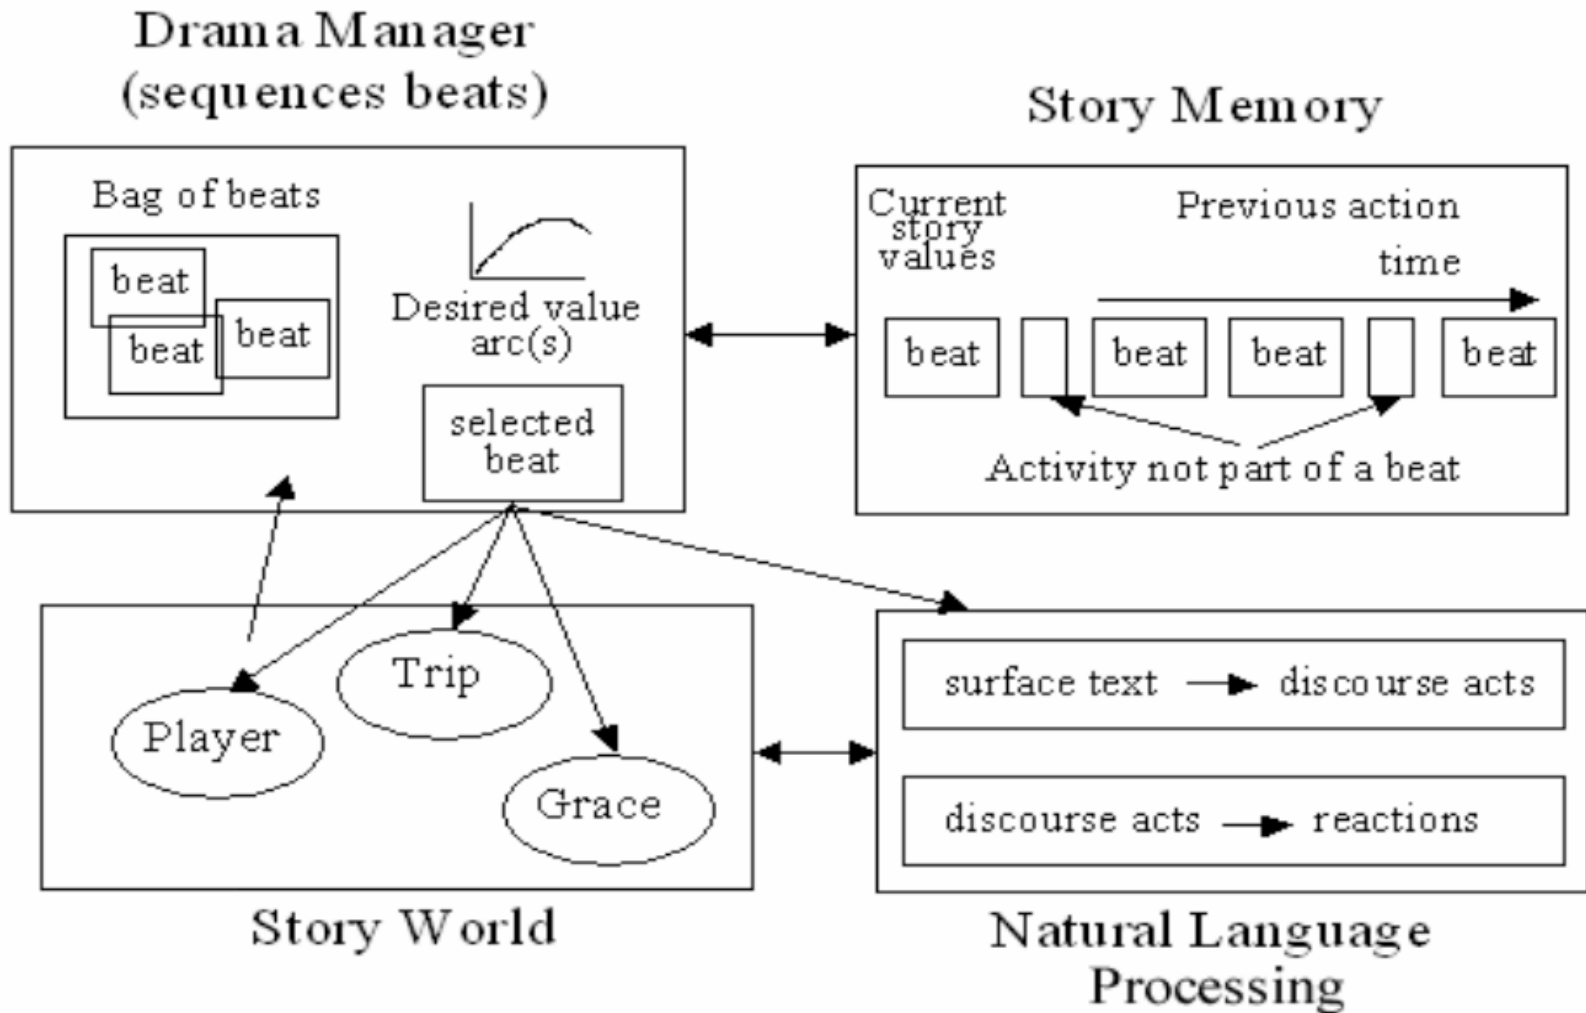 Drama Manager
(sequences beats)
Bag of beats
beat
beat
beat
Desired value
arc(s)
selected
beat
Story Memory
Current
story
values
Previous action
time
beat
beat
beat
beat
Activity not part of a beat
Player
Trip
Grace
Story World
surface text
discourse acts
discourse acts
reactions
Natural Language
Processing